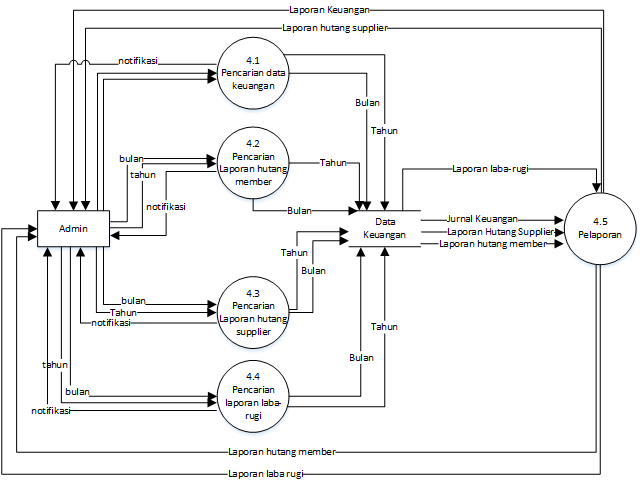 Laporan Keuangan
Laporan hutang supplier
notifikasi
4.1
Pencarian data
keuangan
Bulan
Tahun
bulan
tahun
notifikasi
4.2
Pencarian
Laporan hutang
member
Tahun
Bulan
Laporan laba-rugi
Admin
Data
Keuangan
Jurnal Keuangan
Laporan Hutang Supplier
Laporan hutang member
4.5
Pelaporan
Tahun
Bulan
bulan
Tahun
notifikasi
4.3
Pencarian
Laporan hutang
supplier
Tahun
Bulan
tahun
bulan
notifikasi
4.4
Pencarian
laporan laba-
rugi
Laporan hutang member
Laporan laba rugi